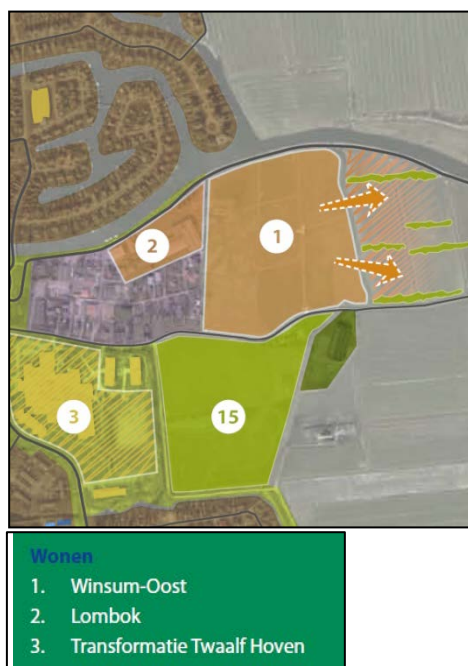 1
2
3
15
Wonen
1. Winsum-Oost
2. Lombok
3. Transformatie Twaalf Hoven